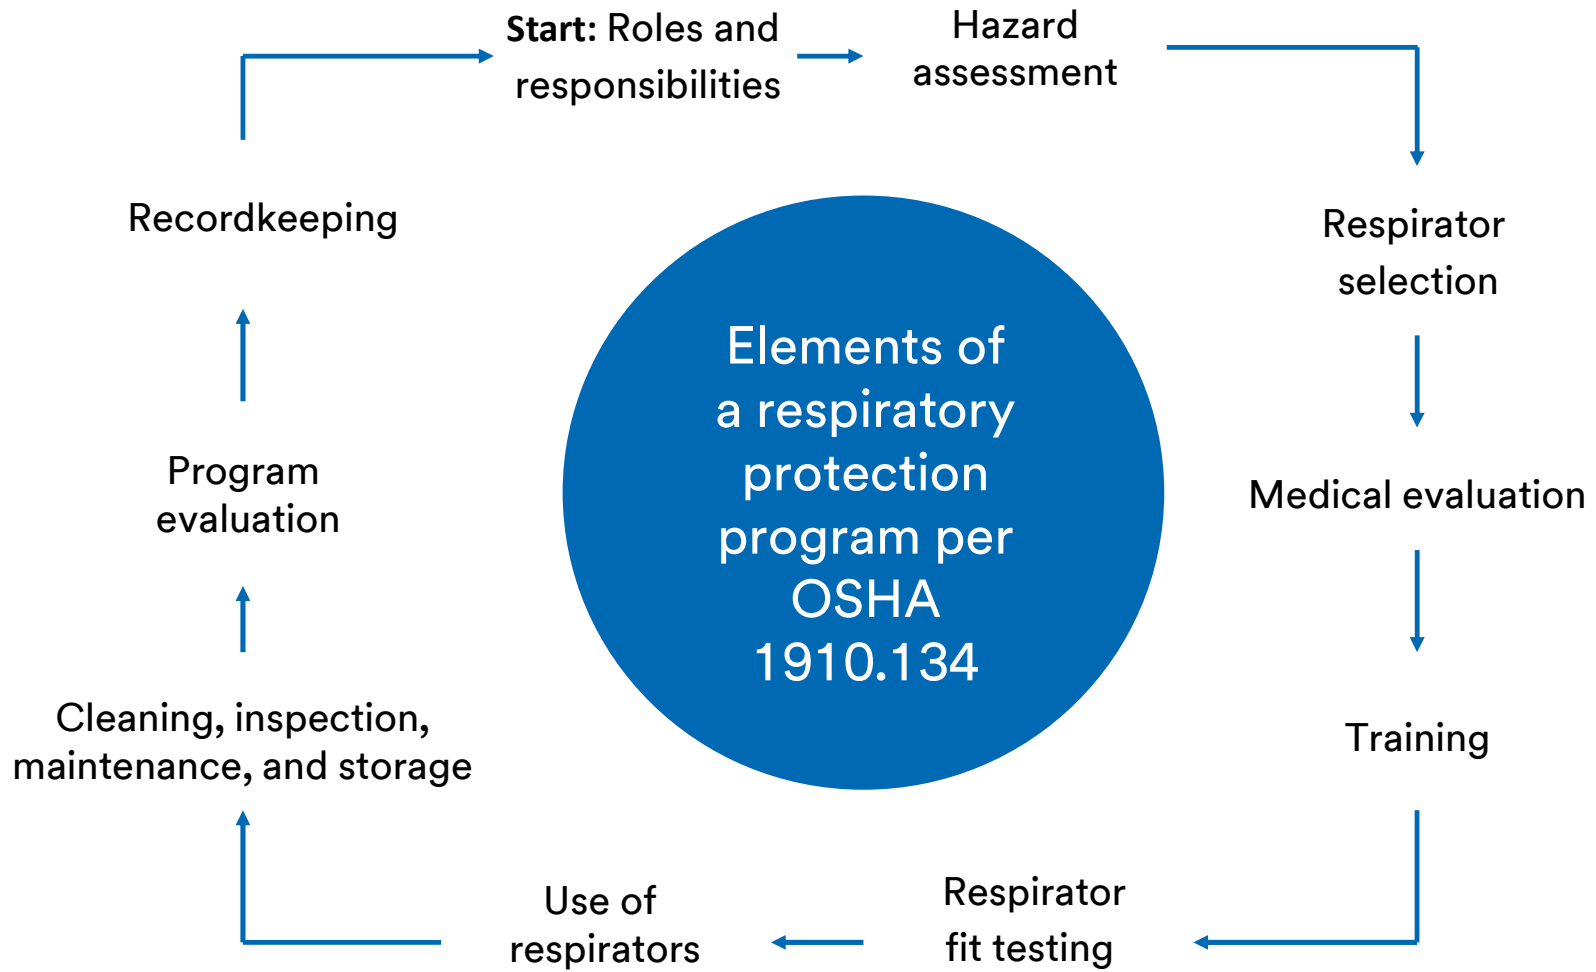 Start: Roles and
responsibilities
Hazard
assessment
Respirator
selection
Medical evaluation
Training
Respirator
fit testing
Use of
respirators
Cleaning, inspection,
maintenance, and storage
Program
evaluation
Recordkeeping
Elements of
a respiratory
protection
program per
OSHA
1910.134